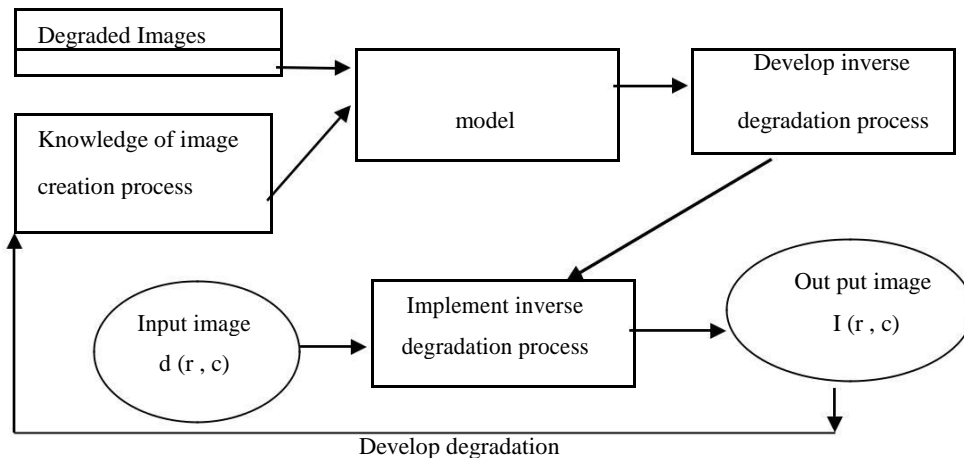 Degraded Images
model
Develop inverse
degradation process
Knowledge of image
creation process
Input image
d (r , c)
Implement inverse
degradation process
Out put image
I (r , c)
Develop degradation